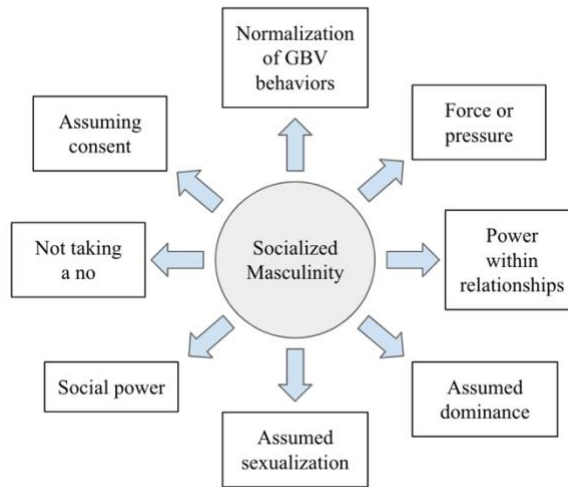 Normalization
of GBV
behaviors
Assuming
consent
Force or
pressure
Not taking
a no
Socialized
Masculinity
Power
within
relationships
Social power
Assumed
sexualization
Assumed
dominance